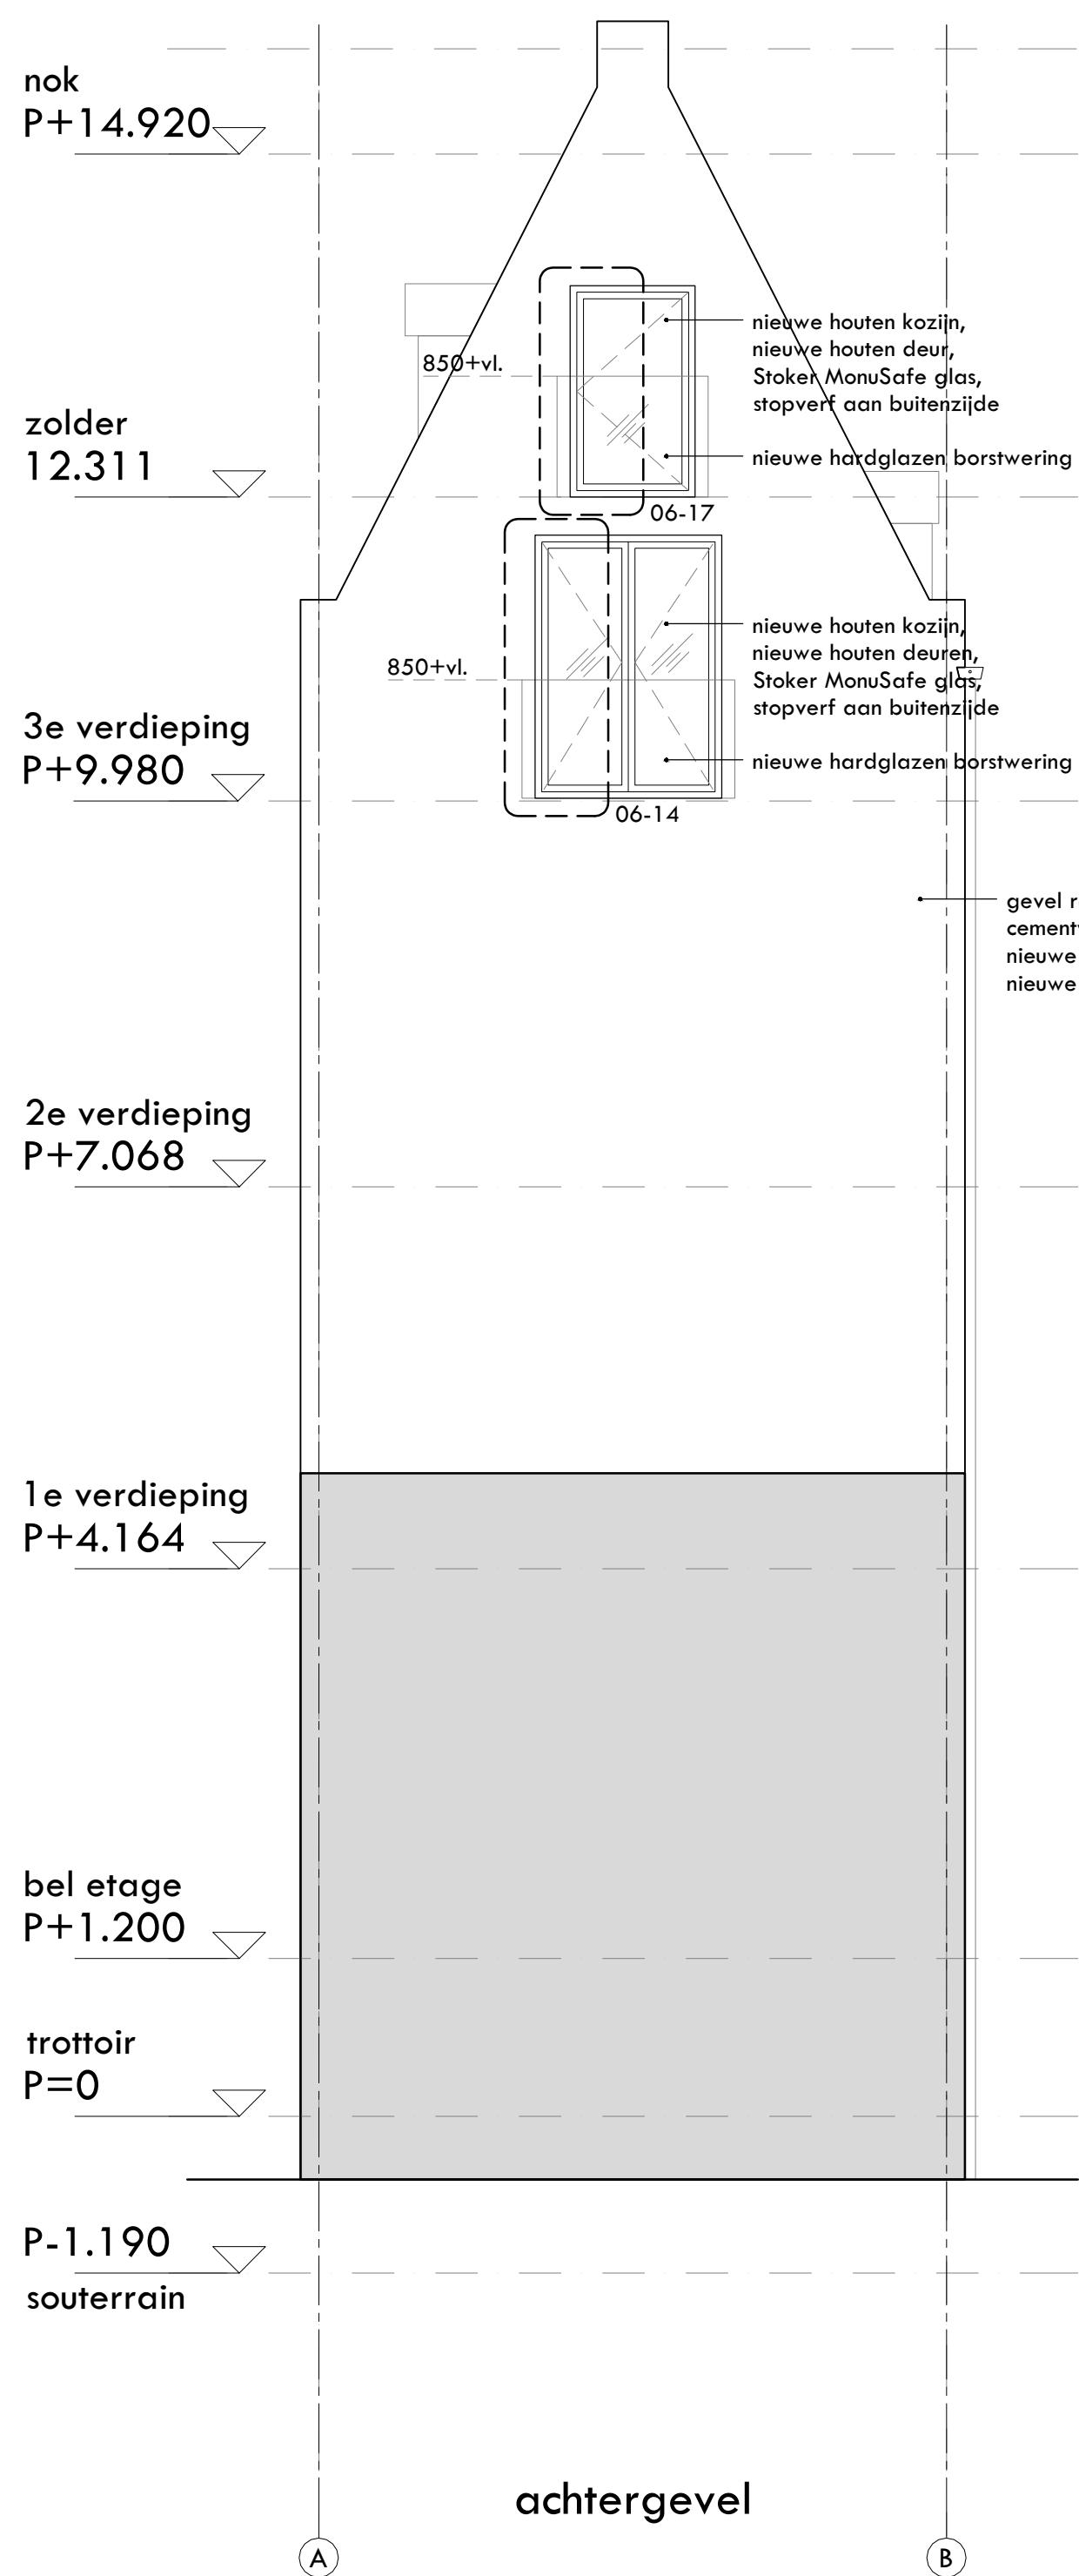 nok
P+14.920
nieuwe houten kozijn,
nieuwe houten deur,
Stoker MonuSafe glas,
stopverf aan buitenzijde
850+vl.
zolder
12.311
nieuwe hardglazen borstwering
06-17
nieuwe houten kozijn,
nieuwe houten deuren,
Stoker MonuSafe glas,
stopverf aan buitenzijde
850+vl.
3e verdieping
P+9.980
nieuwe hardglazen borstwering
06-14
gevel
nieuwe
nieuwe
2e verdieping
P+7.068
1e verdieping
P+4.164
bel etage
P+1.200
trottoir
P=0
P-1.190
souterrain
achtergevel
A
B